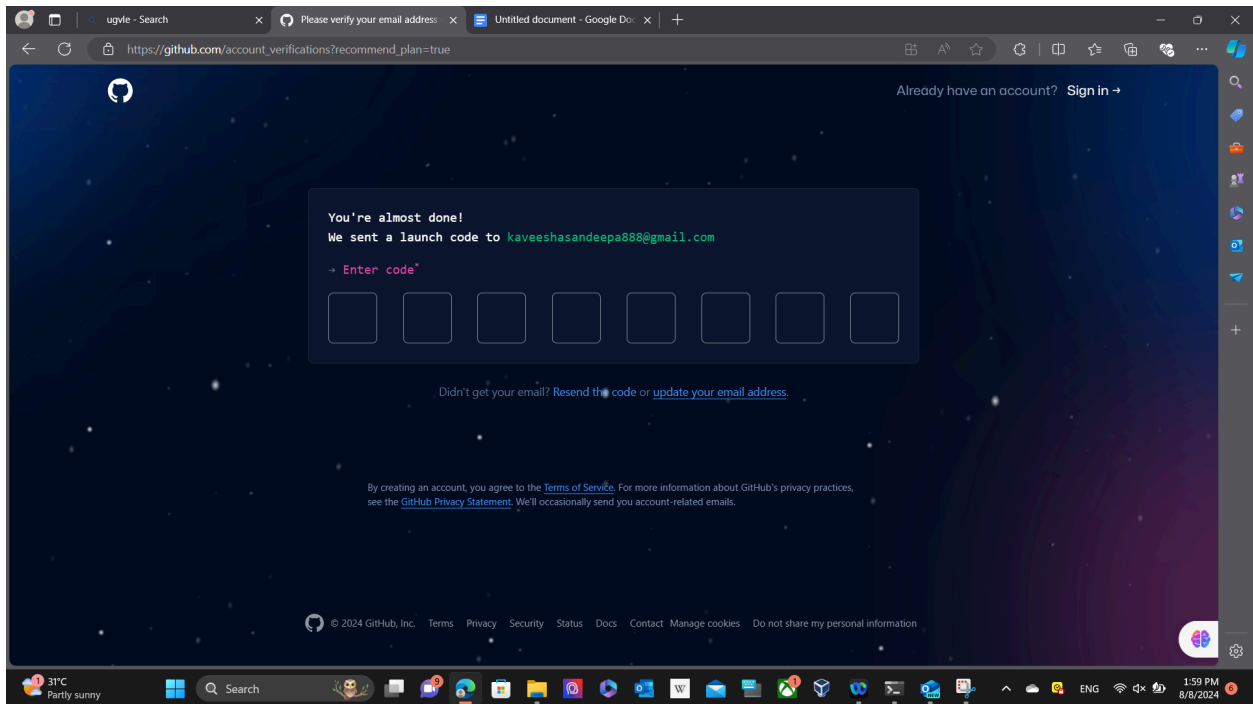 ugvle - Search
Please verify your email address
Untitled document - Google Doc
https://github.com/account_verifications?recommend_plan=true
Already have an account? Sign in →
You're almost done!
We sent a launch code to kaveeshasandeepa888@gmail.com
→ Enter code*
Didn't get your email? Resend the code or update your email address.
By creating an account, you agree to the Terms of Service. For more information about GitHub's privacy practices,
see the GitHub Privacy Statement. We'll occasionally send you account-related emails.
© 2024 GitHub, Inc. Terms Privacy Security Status Docs Contact Manage cookies Do not share my personal information
1
31°C
Partly sunny
Search
9
W
1
NEW
ENG
1:59 PM
8/8/2024
6